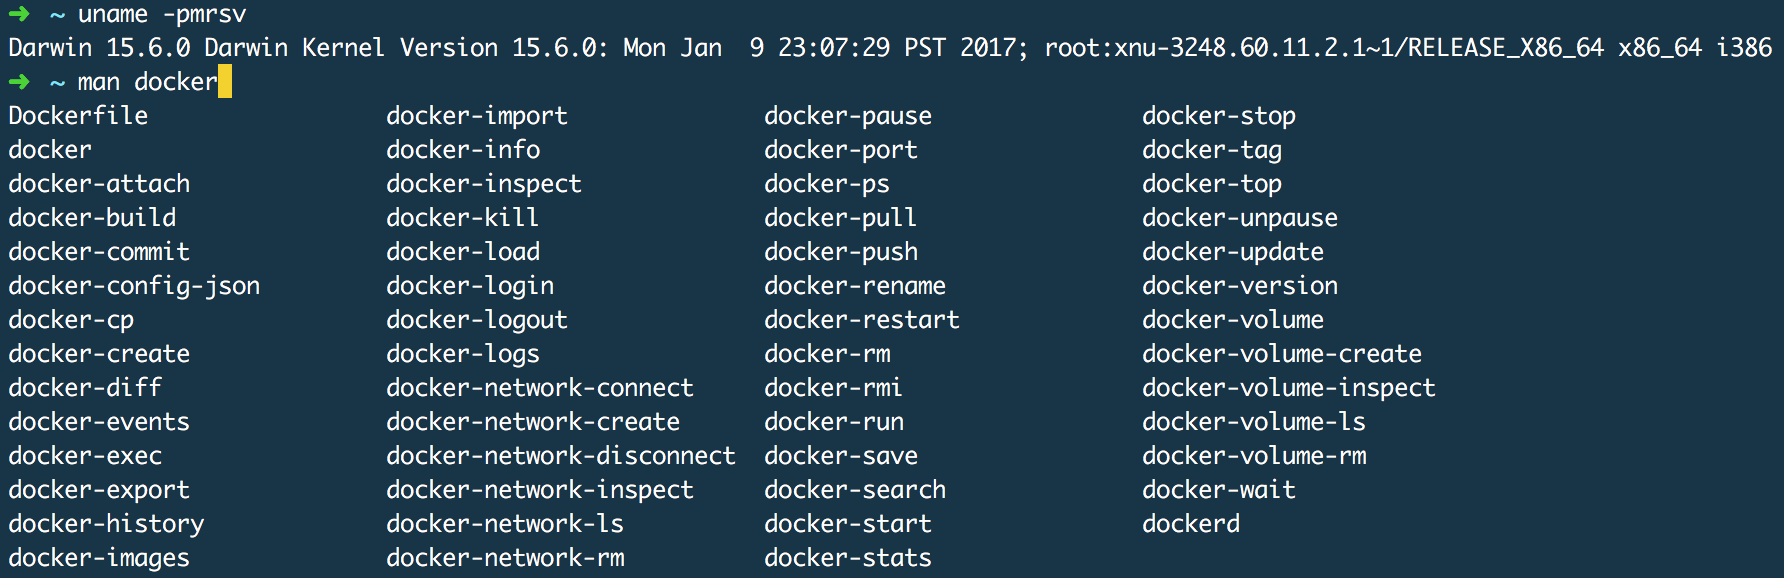 ➜ ~ uname -pmrsv
Darwin 15.6.0 Darwin Kernel Version 15.6.0: Mon Jan  9 23:07:29 PST 2017; root:xnu-3248.60.11.2.1~1/RELEASE_X86_64 x86_64 i386
➜ ~ man docker
Dockerfile docker-import docker-pause docker-stop
docker docker-info docker-port docker-tag
docker-attach docker-inspect docker-ps docker-top
docker-build docker-kill docker-pull docker-unpause
docker-commit docker-load docker-push docker-update
docker-config-json docker-login docker-rename docker-version
docker-cp docker-logout docker-restart docker-volume
docker-create docker-logs docker-rm docker-volume-create
docker-diff docker-network-connect docker-rmi docker-volume-inspect
docker-events docker-network-create docker-run docker-volume-ls
docker-exec docker-network-disconnect docker-save docker-volume-rm
docker-export docker-network-inspect docker-search docker-wait
docker-history docker-network-ls docker-start dockerd
docker-images docker-network-rm docker-stats